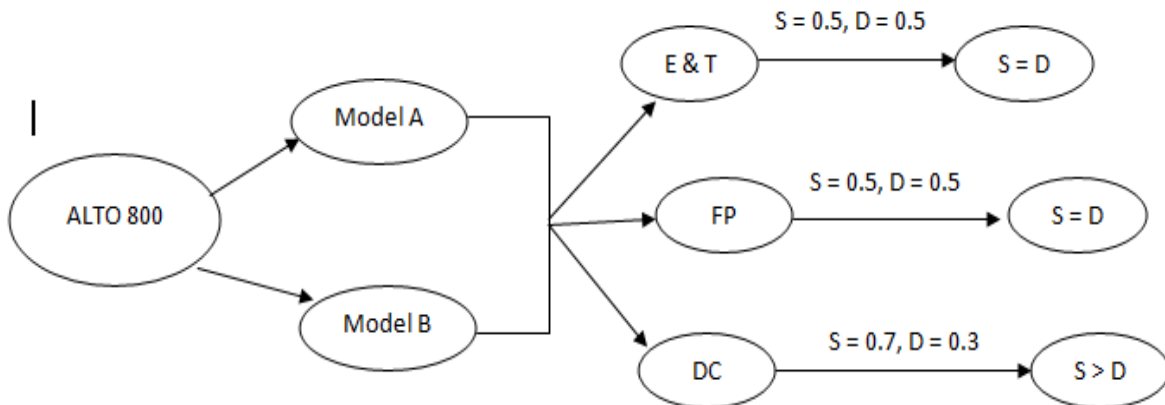 S = 0.5, D = 0.5
E & T
S = D
Model A
ALTO 800
S = 0.5, D = 0.5
FP
S = D
Model B
S = 0.7, D = 0.3
DC
S > D